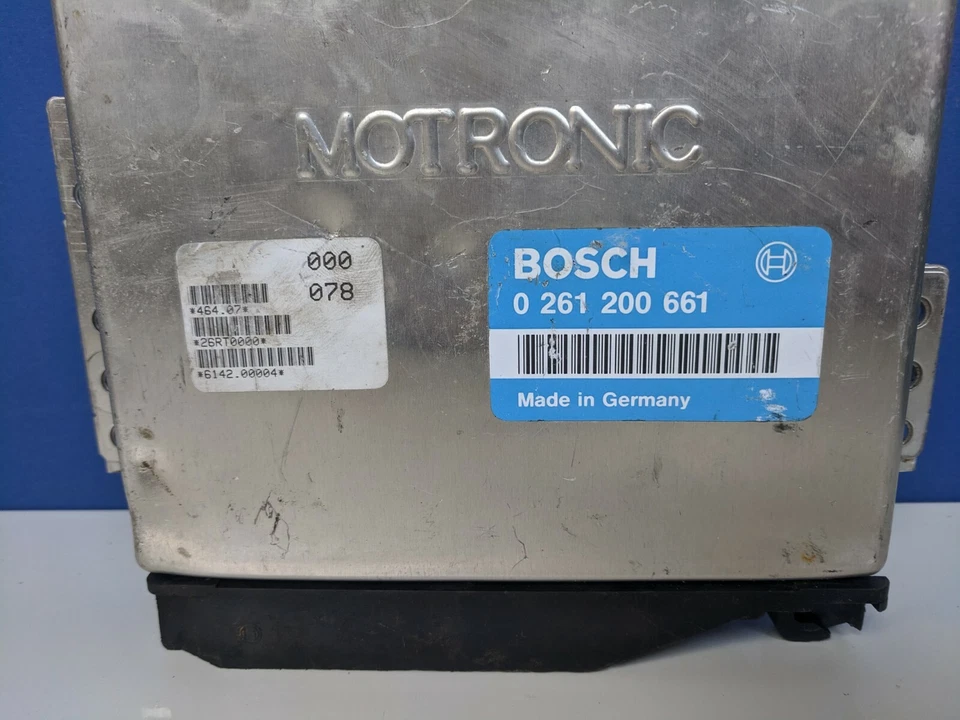 MOTRONIC
000
078
*464.07*
*26RT0000*
*6142.00004*
BOSCH
0 261 200 661
Made in Germany